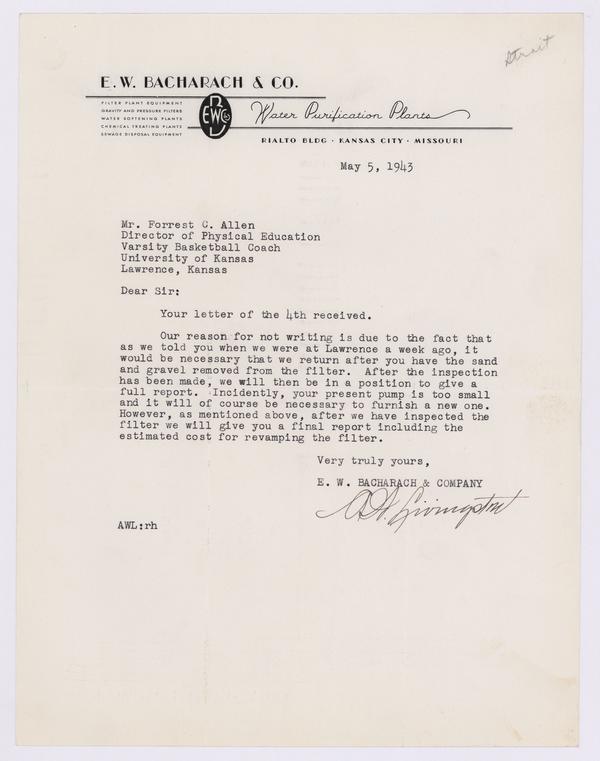 Strait
E. W. BACHARACH & CO.
FILTER PLANT EQUIPMENT
GRAVITY AND PRESSURE FILTERS
WATER SOFTENING PLANTS
CHEMICAL TREATING PLANTS
SEWAGE DISPOSAL EQUIPMENT
EWB & CO
Water Purification Plants
RIALTO BLDG · KANSAS CITY · MISSOURI
May 5, 1943
Mr. Forrest C. Allen
Director of Physical Education
Varsity Basketball Coach
University of Kansas
Lawrence, Kansas
Dear Sir:
Your letter of the 4th received.
Our reason for not writing is due to the fact that
as we told you when we were at Lawrence a week ago, it
would be necessary that we return after you have the sand
and gravel removed from the filter. After the inspection
has been made, we will then be in a position to give a
full report. Incidently, your present pump is too small
and it will of course be necessary to furnish a new one.
However, as mentioned above, after we have inspected the
filter we will give you a final report including the
estimated cost for revamping the filter.
Very truly yours,
E. W. BACHARACH & COMPANY
A.W. Livingston
AWL:rh